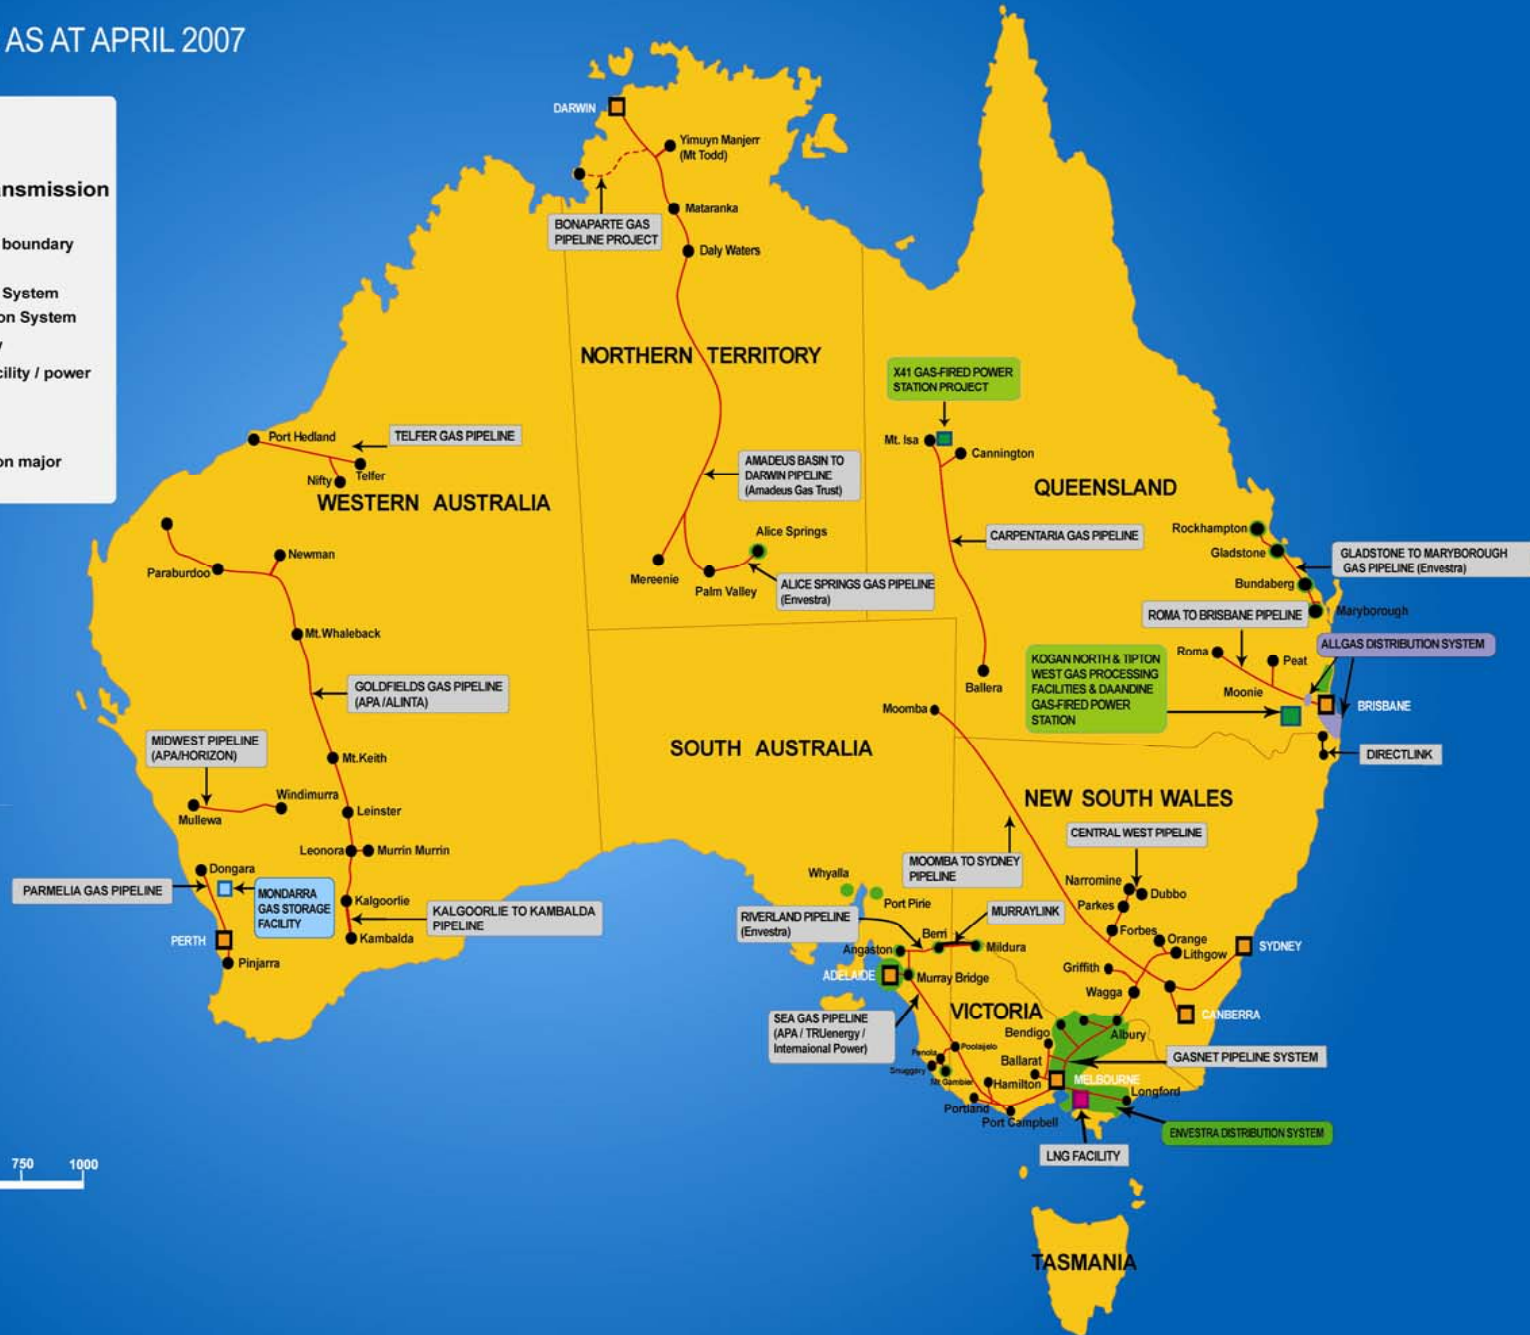 AS AT APRIL 2007
ansmission
boundary
System
on System
cility / power
on major
DARWIN
Yimuyn Manjerr
(Mt Todd)
BONAPARTE GAS
PIPELINE PROJECT
Mataranka
Daly Waters
NORTHERN TERRITORY
X41 GAS-FIRED POWER
STATION PROJECT
Port Hedland
TELFER GAS PIPELINE
Mt. Isa
Cannington
Nifty
Telfer
WESTERN AUSTRALIA
AMADEUS BASIN TO
DARWIN PIPELINE
(Amadeus Gas Trust)
QUEENSLAND
Alice Springs
CARPENTARIA GAS PIPELINE
Rockhampton
Gladstone
GLADSTONE TO MARYBOROUGH
GAS PIPELINE (Envestra)
Newman
Paraburdoo
Mereenie
Palm Valley
ALICE SPRINGS GAS PIPELINE
(Envestra)
Bundaberg
Maryborough
ROMA TO BRISBANE PIPELINE
Mt.Whaleback
ALLGAS DISTRIBUTION SYSTEM
Roma
Peat
KOGAN NORTH & TIPTON
WEST GAS PROCESSING
FACILITIES & DAANDINE
GAS-FIRED POWER
STATION
Moonie
BRISBANE
GOLDFIELDS GAS PIPELINE
(APA /ALINTA)
Ballera
Moomba
SOUTH AUSTRALIA
DIRECTLINK
MIDWEST PIPELINE
(APA/HORIZON)
Mt.Keith
Windimurra
Mullewa
Leinster
NEW SOUTH WALES
CENTRAL WEST PIPELINE
Leonora
Murrin Murrin
MOOMBA TO SYDNEY
PIPELINE
Dongara
PARMELIA GAS PIPELINE
MONDARRA
GAS STORAGE
FACILITY
Whyalla
Port Pirie
Narromine
Dubbo
Parkes
Kalgoorlie
KALGOORLIE TO KAMBALDA
PIPELINE
RIVERLAND PIPELINE
(Envestra)
MURRAYLINK
Kambalda
PERTH
Pinjarra
Berri
Angaston
Mildura
Forbes
Orange
Lithgow
SYDNEY
ADELAIDE
Murray Bridge
Griffith
Wagga
CANBERRA
SEA GAS PIPELINE
(APA / TRUenergy /
Internaional Power)
VICTORIA
Bendigo
Albury
Poolaijelo
Penola
Snuggery
Mt Gambier
Ballarat
GASNET PIPELINE SYSTEM
Hamilton
MELBOURNE
Longford
Portland
Port Campbell
ENVESTRA DISTRIBUTION SYSTEM
LNG FACILITY
750 1000
TASMANIA